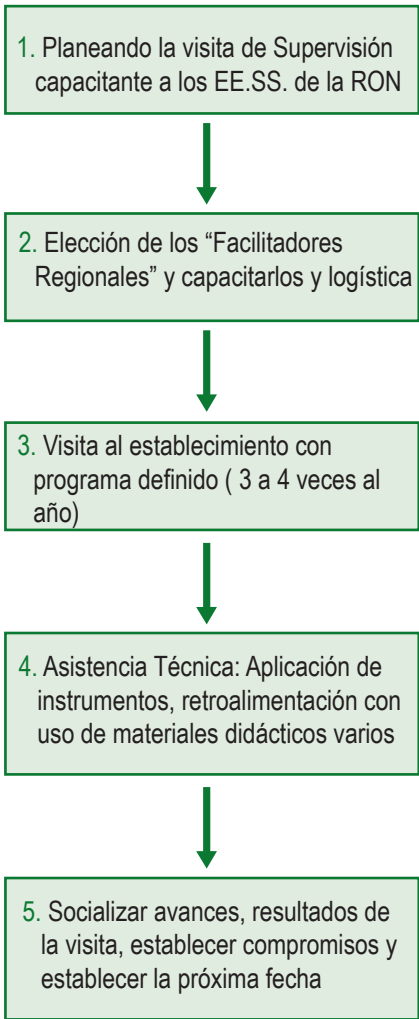 1. Planeando la visita de Supervisión
capacitante a los EE.SS. de la RON
2. Elección de los “Facilitadores
Regionales” y capacitarlos y logística
3. Visita al establecimiento con
programa definido ( 3 a 4 veces al
año)
4. Asistencia Técnica: Aplicación de
instrumentos, retroalimentación con
uso de materiales didácticos varios
5. Socializar avances, resultados de
la visita, establecer compromisos y
establecer la próxima fecha